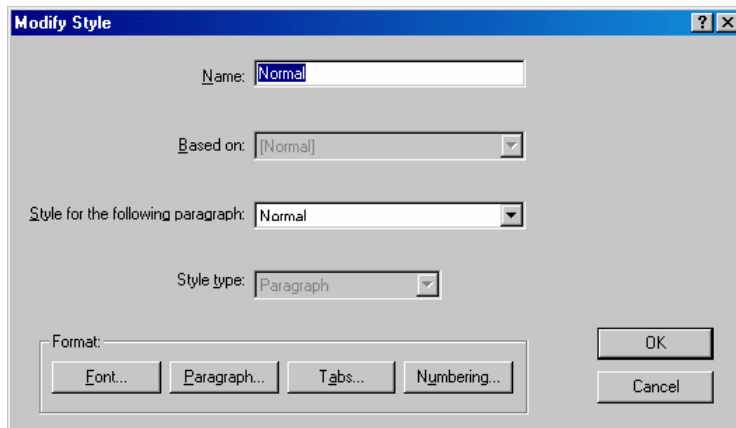 Modify Style
Name: Normal
Based on: [Normal]
Style for the following paragraph: Normal
Style type: Paragraph
Format:
Font... Paragraph... Tabs... Numbering...
OK
Cancel